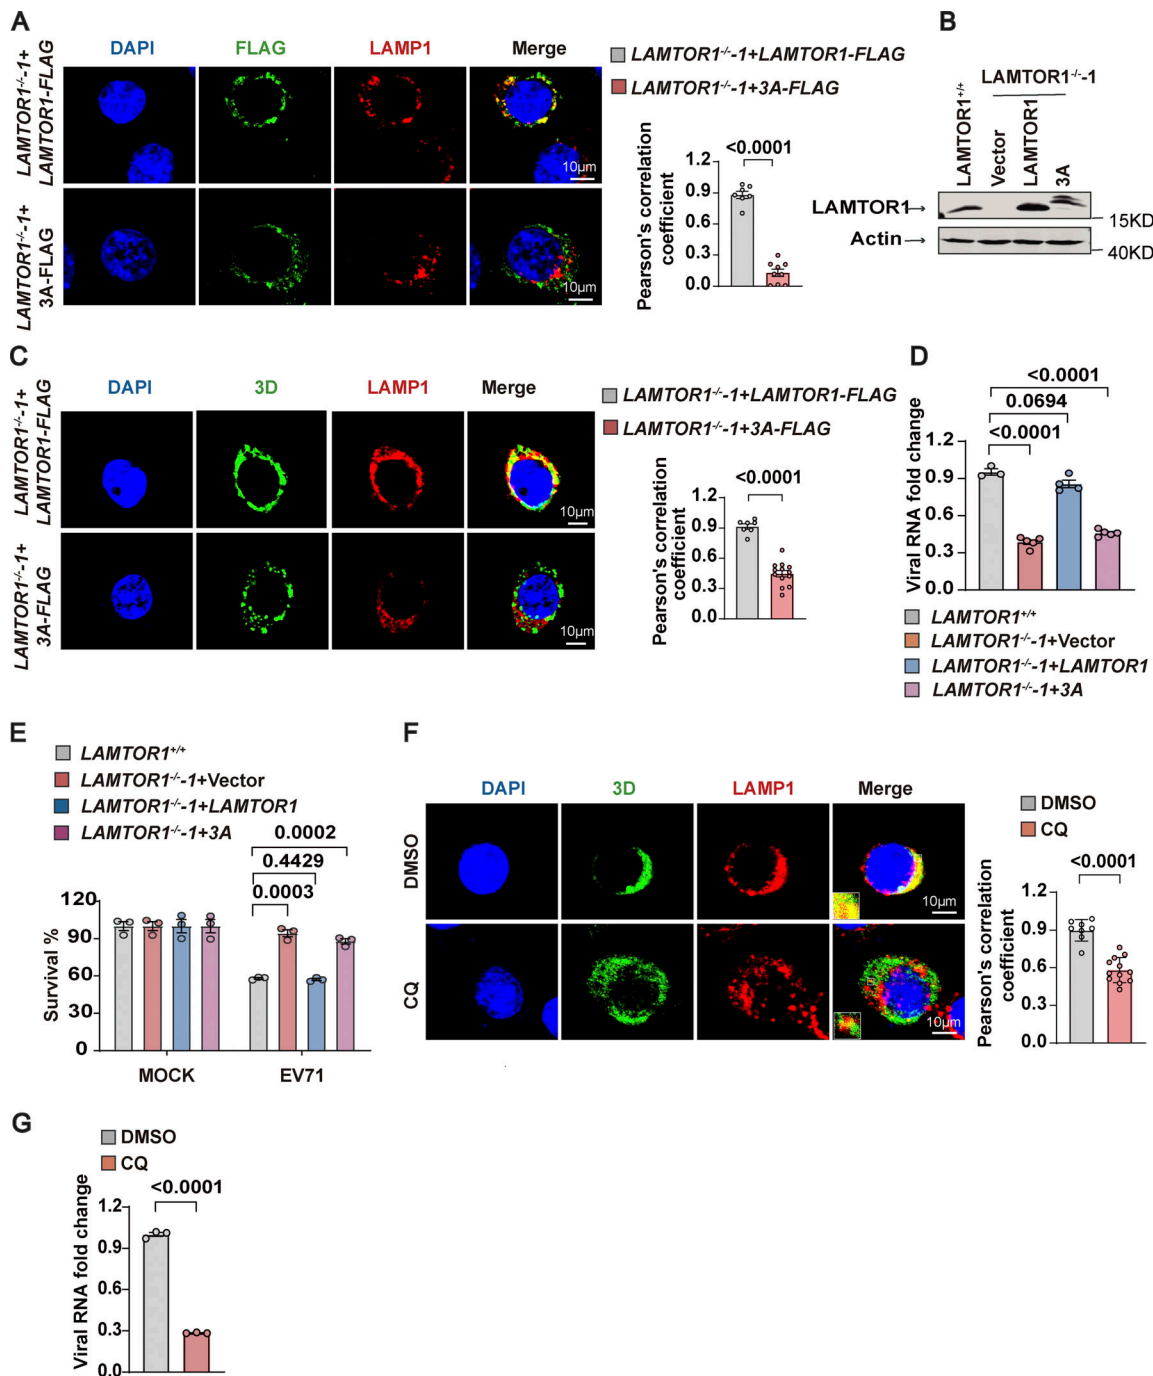 A
DAPI
FLAG
LAMP1
Merge
LAMTOR1-/--1+
LAMTOR1-FLAG
10µm
LAMTOR1-/--1+
3A-FLAG
10µm
LAMTOR1-/--1+LAMTOR1-FLAG
LAMTOR1-/--1+3A-FLAG
<0.0001
Pearson's correlation
coefficient
1.2
0.9
0.6
0.3
0.0
B
LAMTOR1-/--1
LAMTOR1+/+
Vector
LAMTOR1
3A
LAMTOR1→
15KD
Actin→
40KD
C
DAPI
3D
LAMP1
Merge
LAMTOR1-/--1+
LAMTOR1-FLAG
10µm
LAMTOR1-/--1+
3A-FLAG
10µm
LAMTOR1-/--1+LAMTOR1-FLAG
LAMTOR1-/--1+3A-FLAG
<0.0001
Pearson's correlation
coefficient
1.2
0.9
0.6
0.3
0.0
D
<0.0001
0.0694
<0.0001
Viral RNA fold change
1.2
0.9
0.6
0.3
0.0
LAMTOR1+/+
LAMTOR1-/--1+Vector
LAMTOR1-/--1+LAMTOR1
LAMTOR1-/--1+3A
E
LAMTOR1+/+
LAMTOR1-/--1+Vector
LAMTOR1-/--1+LAMTOR1
LAMTOR1-/--1+3A
0.0002
0.4429
0.0003
Survival %
120
90
60
30
0
MOCK
EV71
F
DAPI
3D
LAMP1
Merge
DMSO
10µm
CQ
10µm
DMSO
CQ
<0.0001
Pearson's correlation
coefficient
1.2
0.9
0.6
0.3
0.0
G
DMSO
CQ
<0.0001
Viral RNA fold change
1.2
0.9
0.6
0.3
0.0